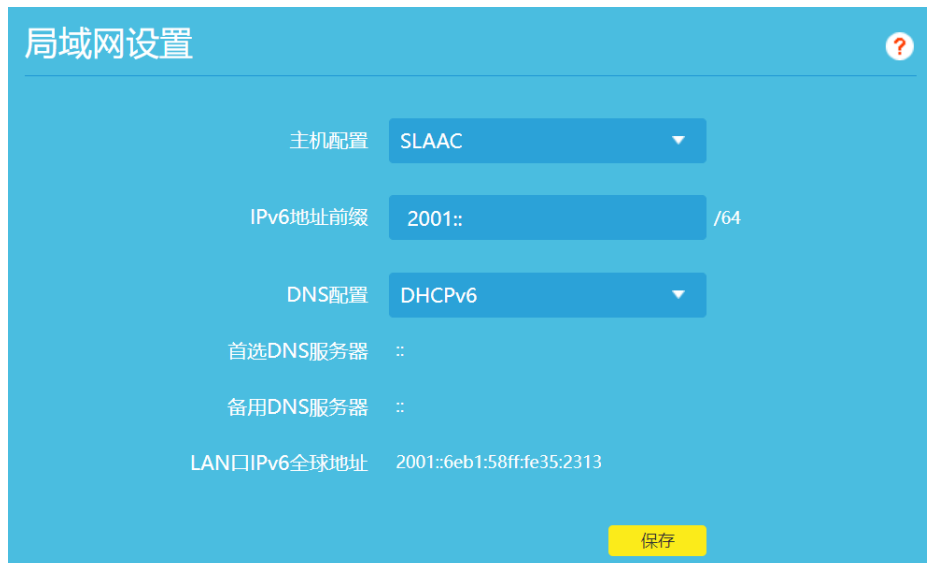 局域网设置
?
主机配置 SLAAC
IPv6地址前缀 2001:: /64
DNS配置 DHCPv6
首选DNS服务器 ::
备用DNS服务器 ::
LAN口IPv6全球地址 2001::6eb1:58ff:fe35:2313
保存